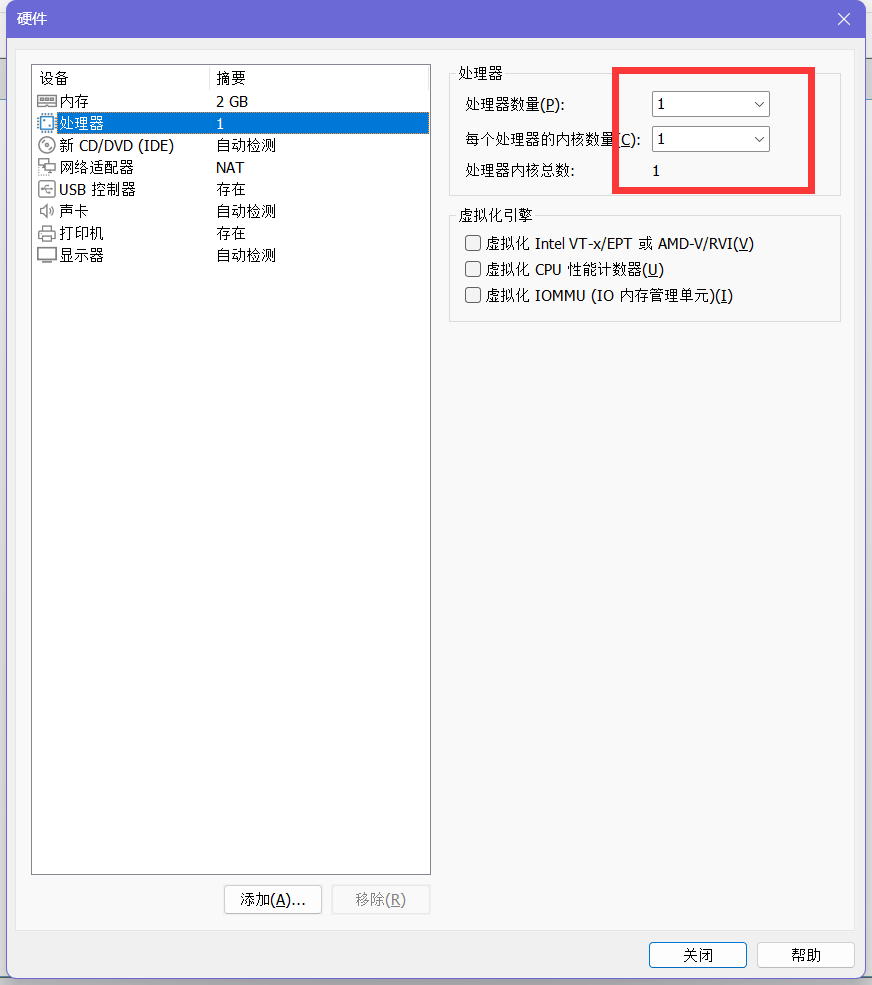 硬件
设备 摘要
内存 2 GB
处理器 1
新 CD/DVD (IDE) 自动检测
网络适配器 NAT
USB 控制器 存在
声卡 自动检测
打印机 存在
显示器 自动检测
添加(A)... 移除(R)
处理器
处理器数量(P): 1
每个处理器的内核数量(C): 1
处理器内核总数: 1
虚拟化引擎
虚拟化 Intel VT-x/EPT 或 AMD-V/RVI(V)
虚拟化 CPU 性能计数器(U)
虚拟化 IOMMU (IO 内存管理单元)(I)
关闭 帮助